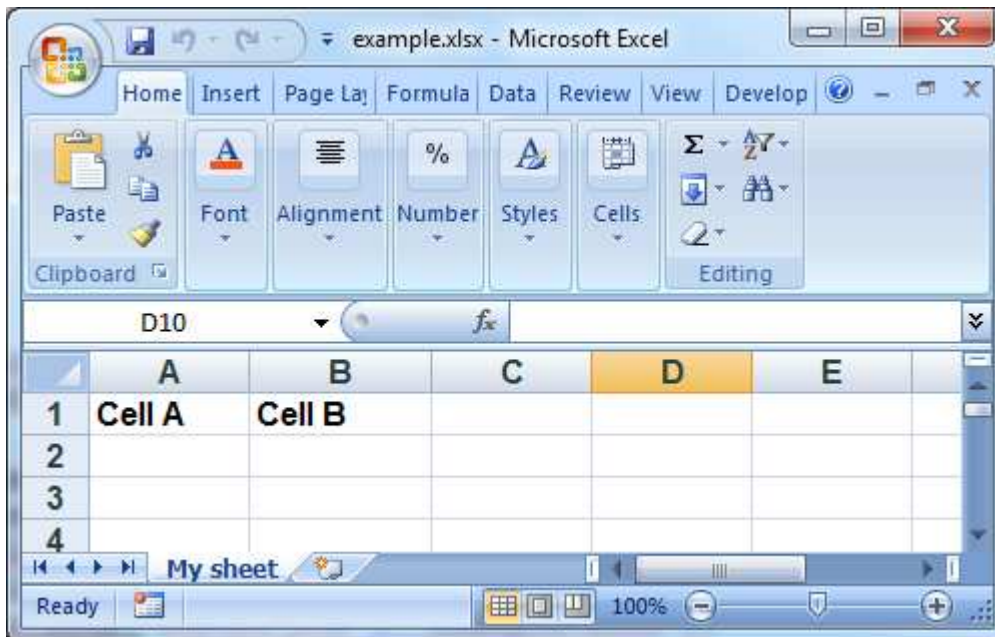 example.xlsx - Microsoft Excel
Home Insert Page Lay Formula Data Review View Develop
Paste Font Alignment Number Styles Cells
% Σ
Clipboard Editing
D10 fx
A B C D E
1 Cell A Cell B
2
3
4
My sheet
Ready 100%